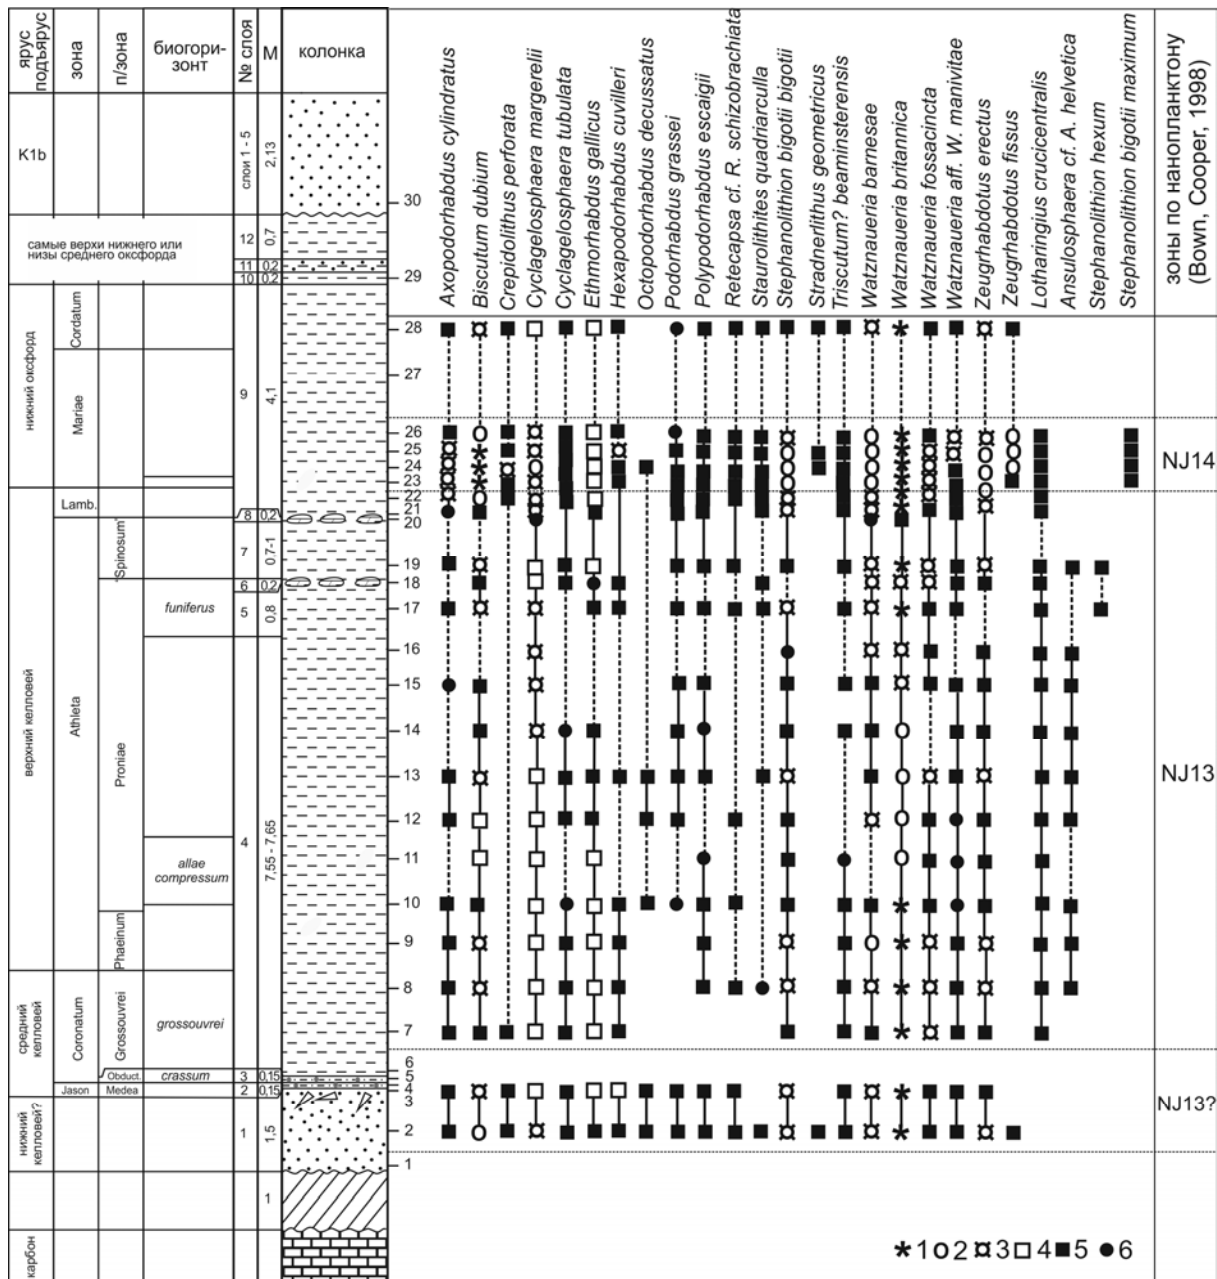 ярус
подъярус
зона
п/зона
биогори-
зонт
№ слоя
М
колонка
Axopodorhabdus cylindratus
Biscutum dubium
Crepidolithus perforata
Cyclagelosphaera margerelii
Cyclagelosphaera tubulata
Ethmorhabdus gallicus
Hexapodorhabdus cuvilleri
Octopodorhabdus decussatus
Podorhabdus grassei
Polypodorhabdus escaigii
Retecapsa cf. R. schizobrachiata
Staurolithites quadriarculla
Stephanolithion bigotii bigotii
Stradnerlithus geometricus
Triscutum? beaminsterensis
Watznaueria barnesae
Watznaueria britannica
Watznaueria fossacincta
Watznaueria aff. W. manivitae
Zeugrhabdotus erectus
Zeugrhabdotus fissus
Lotharingius crucicentralis
Ansulosphaera cf. A. helvetica
Stephanolithion hexum
Stephanolithion bigotii maximum
зоны по нанопланктону
(Bown, Cooper, 1998)
K1b
слои 1 - 5
2,13
30
самые верхи нижнего или
низы среднего оксфорда
12
0,7
11
0,2
10
0,2
29
нижний оксфорд
Cordatum
Mariae
9
4,1
28
27
26
25
24
23
NJ14
верхний келловей
Lamb.
22
21
8
0,2
20
Athleta
"Spinosum"
7
0,7-1
19
6
0,2
18
funiferus
5
0,8
17
Proniae
4
7,55 - 7,65
16
15
14
13
NJ13
12
allae
compressum
11
10
Phaeinum
9
8
средний
келловей
Coronatum
Grossouvrei
grossouvrei
7
6
Obduct.
crassum
3
0,15
5
Jason
Medea
2
0,15
4
3
NJ13?
нижний
келловей?
1
1,5
2
1
1
карбон
1 2 3 4 5 6